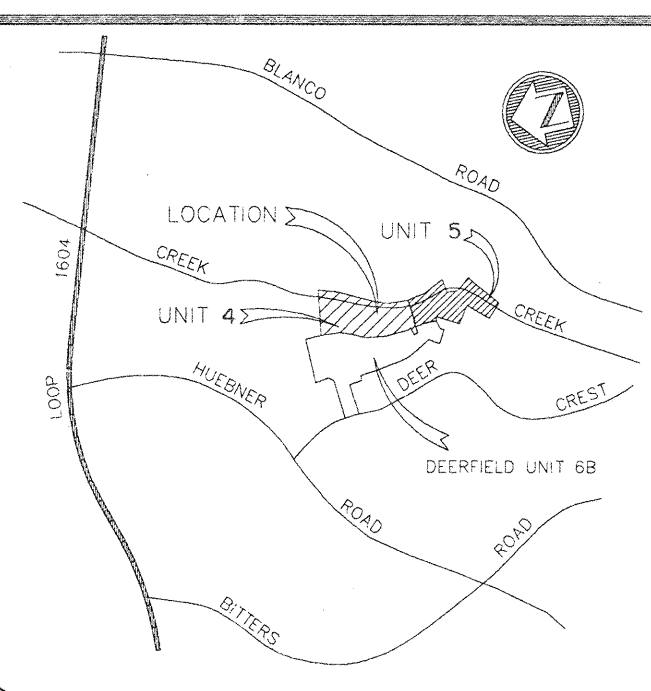 BLANCO
ROAD
LOCATION
UNIT 5
1604
CREEK
UNIT 4
CREEK
HUEBNER
DEER
LOOP
CREST
DEERFIELD UNIT 6B
ROAD
ROAD
BITTERS